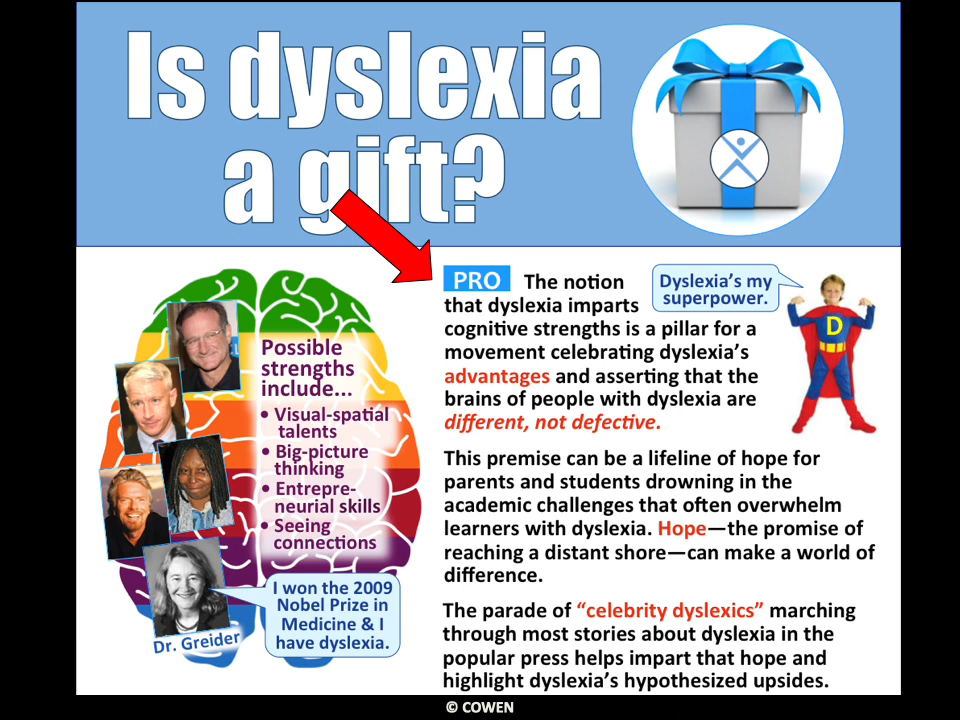 Is dyslexia
a gift?
Possible
strengths
include...
• Visual-spatial
talents
• Big-picture
thinking
• Entrepre-
neurial skills
• Seeing
connections
I won the 2009
Nobel Prize in
Medicine & I
have dyslexia.
Dr. Greider
PRO The notion
that dyslexia imparts
cognitive strengths is a pillar for a
movement celebrating dyslexia’s
advantages and asserting that the
brains of people with dyslexia are
different, not defective.
Dyslexia’s my
superpower.
D
This premise can be a lifeline of hope for
parents and students drowning in the
academic challenges that often overwhelm
learners with dyslexia. Hope—the promise of
reaching a distant shore—can make a world of
difference.
The parade of “celebrity dyslexics” marching
through most stories about dyslexia in the
popular press helps impart that hope and
highlight dyslexia’s hypothesized upsides.
© COWEN